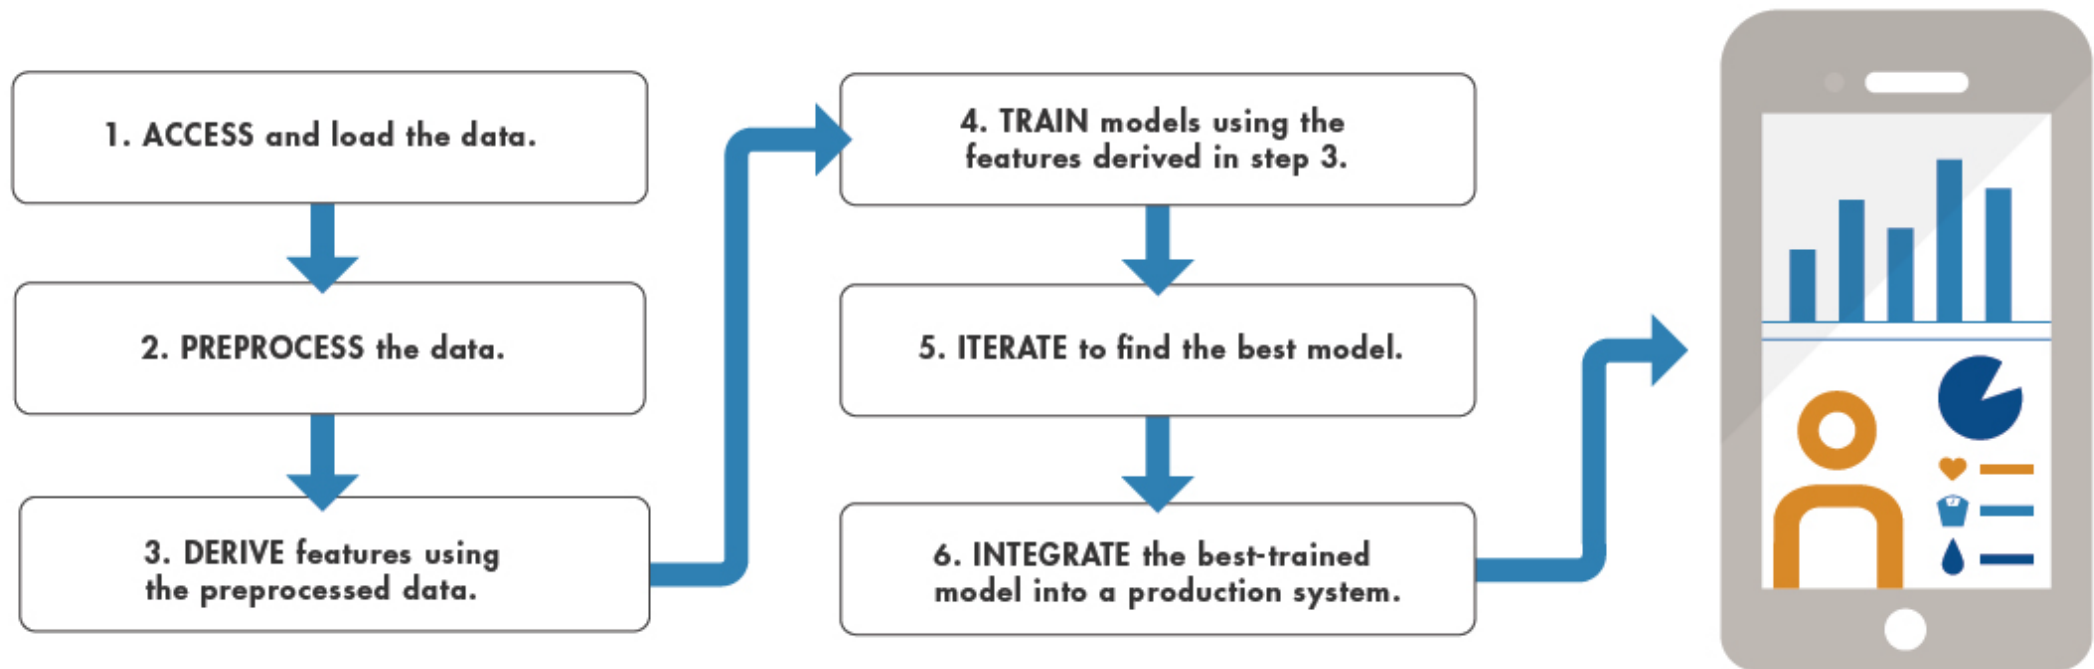 1. ACCESS and load the data.
2. PREPROCESS the data.
3. DERIVE features using
the preprocessed data.
4. TRAIN models using the
features derived in step 3.
5. ITERATE to find the best model.
6. INTEGRATE the best-trained
model into a production system.